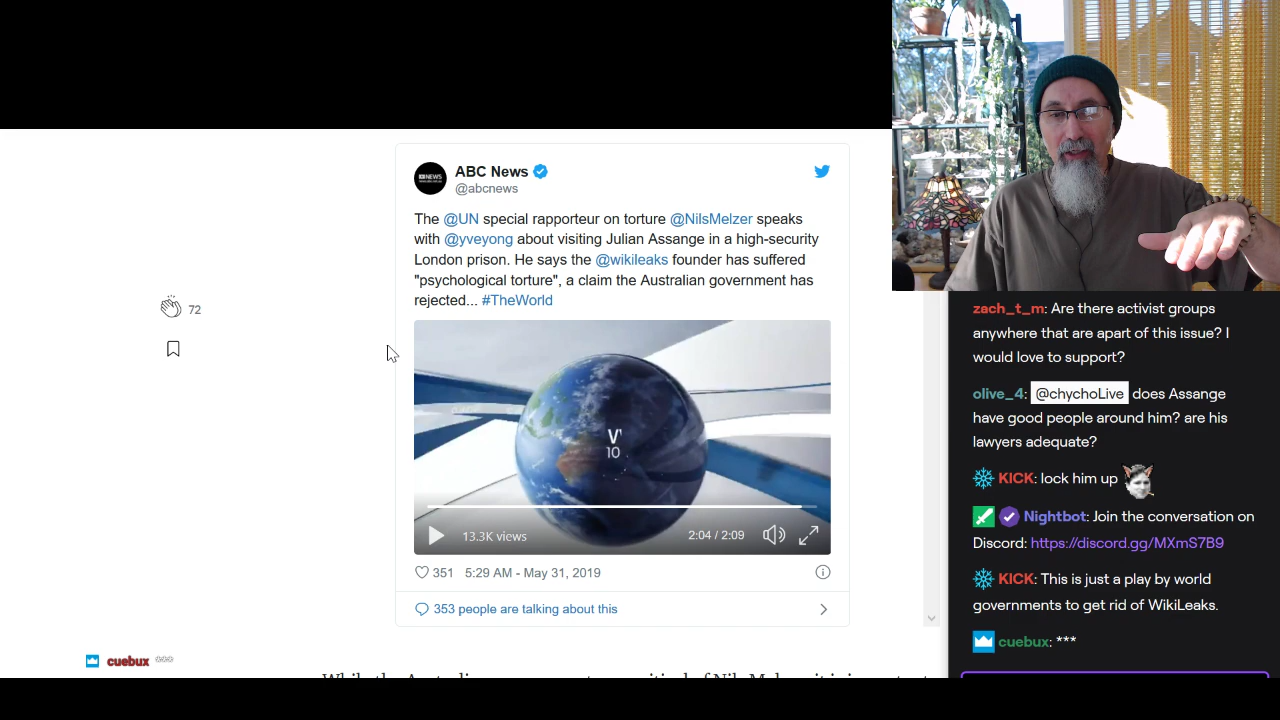 ABC News
@abcnews
The @UN special rapporteur on torture @NilsMelzer speaks
with @yveyong about visiting Julian Assange in a high-security
London prison. He says the @wikileaks founder has suffered
"psychological torture", a claim the Australian government has
rejected... #TheWorld
72
V'
10
13.3K views
2:04 / 2:09
351 5:29 AM - May 31, 2019
353 people are talking about this
cuebux ***
zach_t_m: Are there activist groups
anywhere that are apart of this issue? I
would love to support?
olive_4: @chychoLive does Assange
have good people around him? are his
lawyers adequate?
KICK: lock him up
Nightbot: Join the conversation on
Discord: https://discord.gg/MXmS7B9
KICK: This is just a play by world
governments to get rid of WikiLeaks.
cuebux: ***